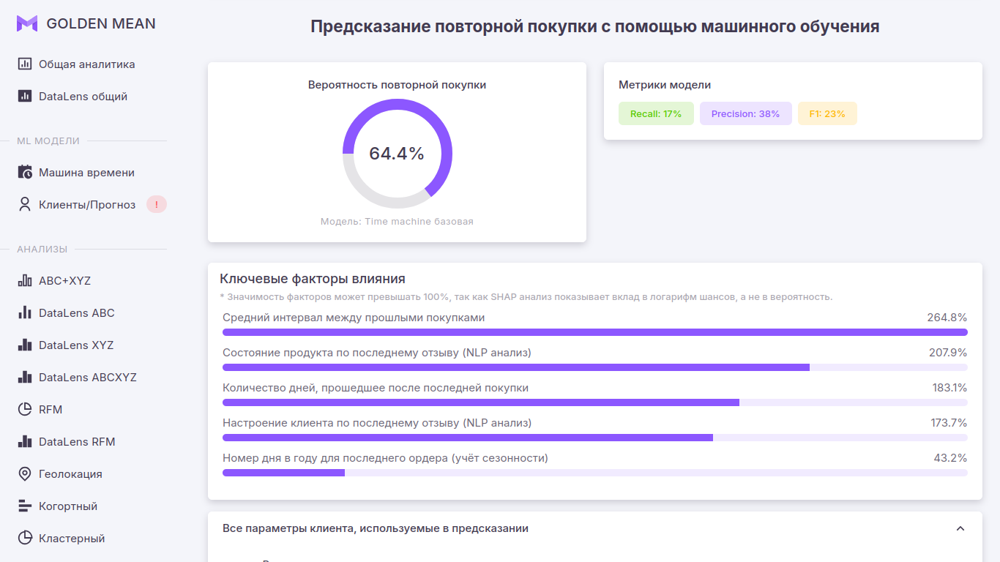 GOLDEN MEAN
Общая аналитика
DataLens общий
ML МОДЕЛИ
Машина времени
Клиенты/Прогноз !
АНАЛИЗЫ
ABC+XYZ
DataLens ABC
DataLens XYZ
DataLens ABCXYZ
RFM
DataLens RFM
Геолокация
Когортный
Кластерный
Предсказание повторной покупки с помощью машинного обучения
Вероятность повторной покупки
64.4%
Модель: Time machine базовая
Метрики модели
Recall: 17% Precision: 38% F1: 23%
Ключевые факторы влияния
* Значимость факторов может превышать 100%, так как SHAP анализ показывает вклад в логарифм шансов, а не в вероятность.
Средний интервал между прошлыми покупками 264.8%
Состояние продукта по последнему отзыву (NLP анализ) 207.9%
Количество дней, прошедшее после последней покупки 183.1%
Настроение клиента по последнему отзыву (NLP анализ) 173.7%
Номер дня в году для последнего ордера (учёт сезонности) 43.2%
Все параметры клиента, используемые в предсказании